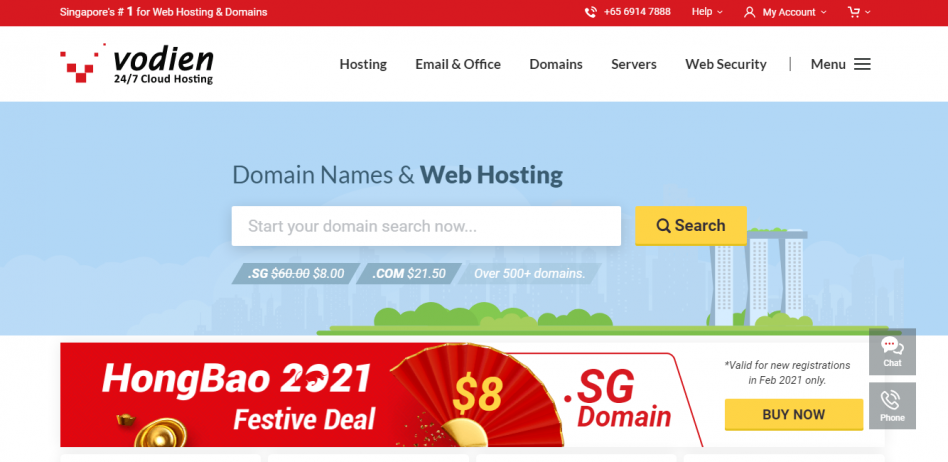 Singapore's # 1 for Web Hosting & Domains
+65 6914 7888
Help
My Account
vodien
24/7 Cloud Hosting
Hosting
Email & Office
Domains
Servers
Web Security
Menu
Domain Names & Web Hosting
Start your domain search now...
Search
.SG $60.00 $8.00
.COM $21.50
Over 500+ domains.
Chat
Phone
HongBao 2021
Festive Deal
$8
.SG
Domain
*Valid for new registrations
in Feb 2021 only.
BUY NOW